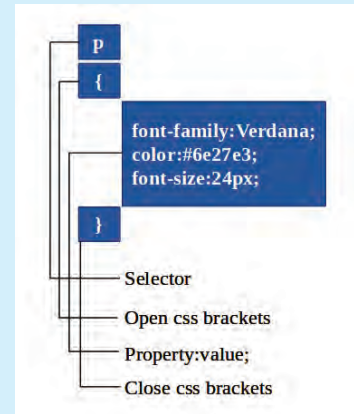 p
{
font-family:Verdana;
color:#6e27e3;
font-size:24px;
}
Selector
Open css brackets
Property:value;
Close css brackets